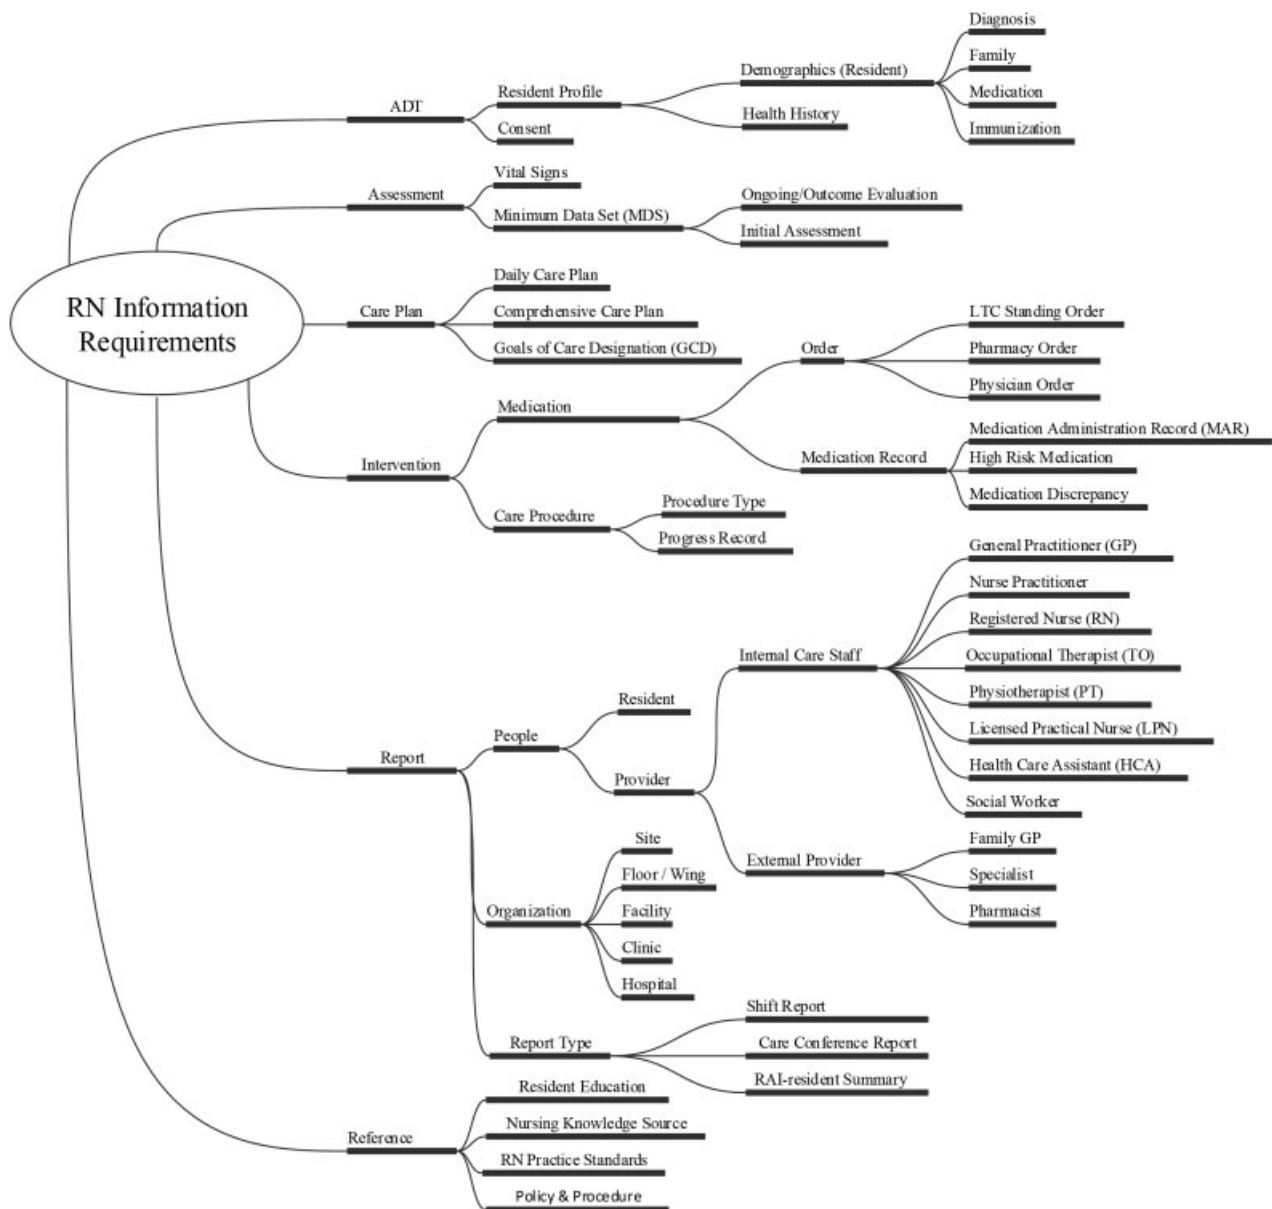 Diagnosis
Family
Demographics (Resident)
Medication
Resident Profile
ADT
Health History
Consent
Immunization
Vital Signs
Assessment
Ongoing/Outcome Evaluation
Minimum Data Set (MDS)
Initial Assessment
Daily Care Plan
RN Information
Requirements
Care Plan
Comprehensive Care Plan
LTC Standing Order
Goals of Care Designation (GCD)
Order
Pharmacy Order
Physician Order
Medication
Medication Administration Record (MAR)
Intervention
Medication Record
High Risk Medication
Medication Discrepancy
Care Procedure
Procedure Type
Progress Record
General Practitioner (GP)
Nurse Practitioner
Registered Nurse (RN)
Internal Care Staff
Occupational Therapist (TO)
Physiotherapist (PT)
Resident
Licensed Practical Nurse (LPN)
People
Report
Health Care Assistant (HCA)
Provider
Social Worker
Site
Family GP
External Provider
Floor / Wing
Specialist
Organization
Facility
Pharmacist
Clinic
Hospital
Shift Report
Report Type
Care Conference Report
RAI-resident Summary
Resident Education
Nursing Knowledge Source
Reference
RN Practice Standards
Policy & Procedure